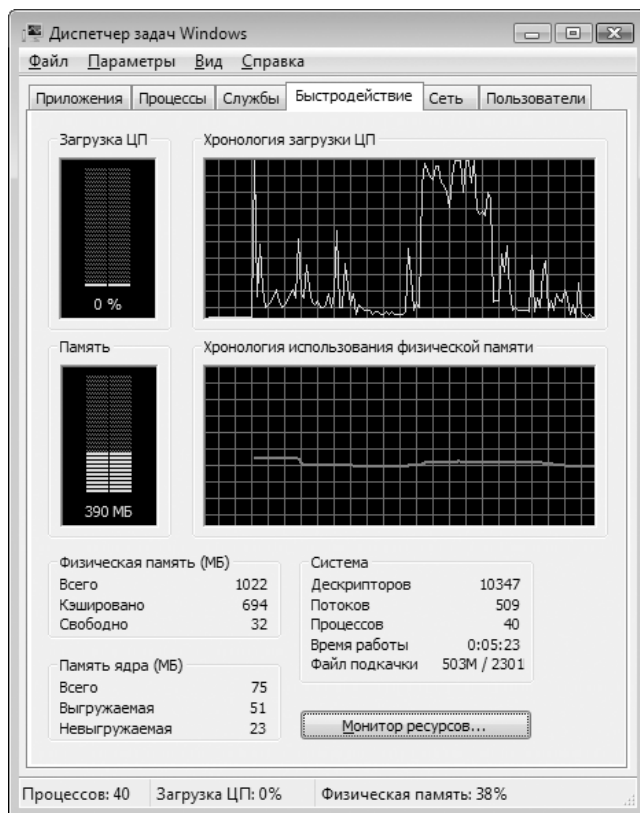 Диспетчер задач Windows
Файл Параметры Вид Справка
Приложения Процессы Службы Быстродействие Сеть Пользователи
Загрузка ЦП
0 %
Хронология загрузки ЦП
Память
390 МБ
Хронология использования физической памяти
Физическая память (МБ)
Всего 1022
Кэшировано 694
Свободно 32
Память ядра (МБ)
Всего 75
Выгружаемая 51
Невыгружаемая 23
Система
Дескрипторов 10347
Потоков 509
Процессов 40
Время работы 0:05:23
Файл подкачки 503М / 2301
Монитор ресурсов...
Процессов: 40 Загрузка ЦП: 0% Физическая память: 38%